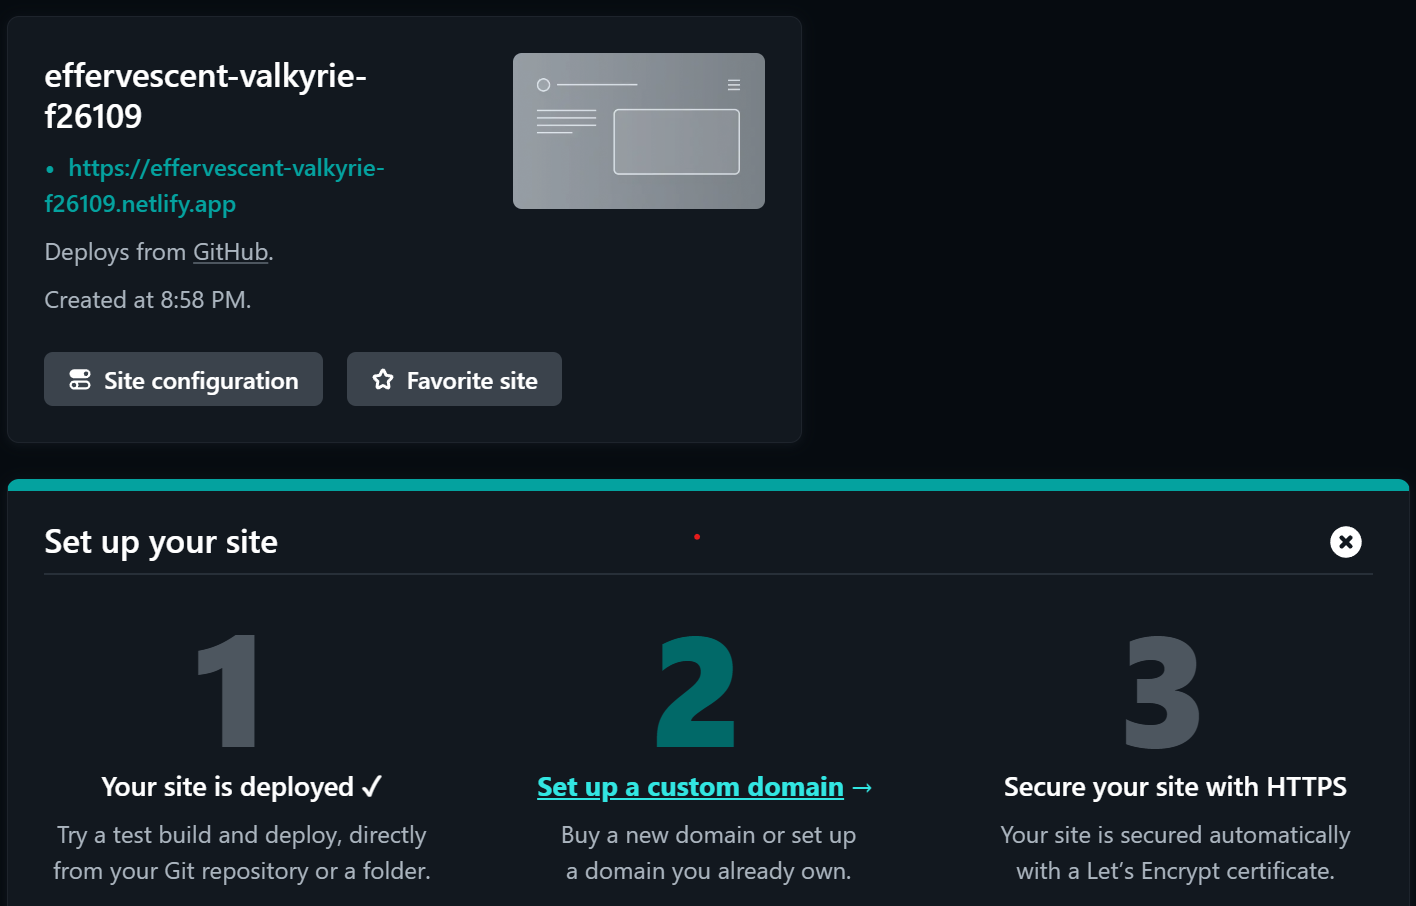 effervescent-valkyrie-
f26109
• https://effervescent-valkyrie-
f26109.netlify.app
Deploys from GitHub.
Created at 8:58 PM.
Site configuration
Favorite site
Set up your site
1
Your site is deployed ✓
Try a test build and deploy, directly
from your Git repository or a folder.
2
Set up a custom domain →
Buy a new domain or set up
a domain you already own.
3
Secure your site with HTTPS
Your site is secured automatically
with a Let’s Encrypt certificate.